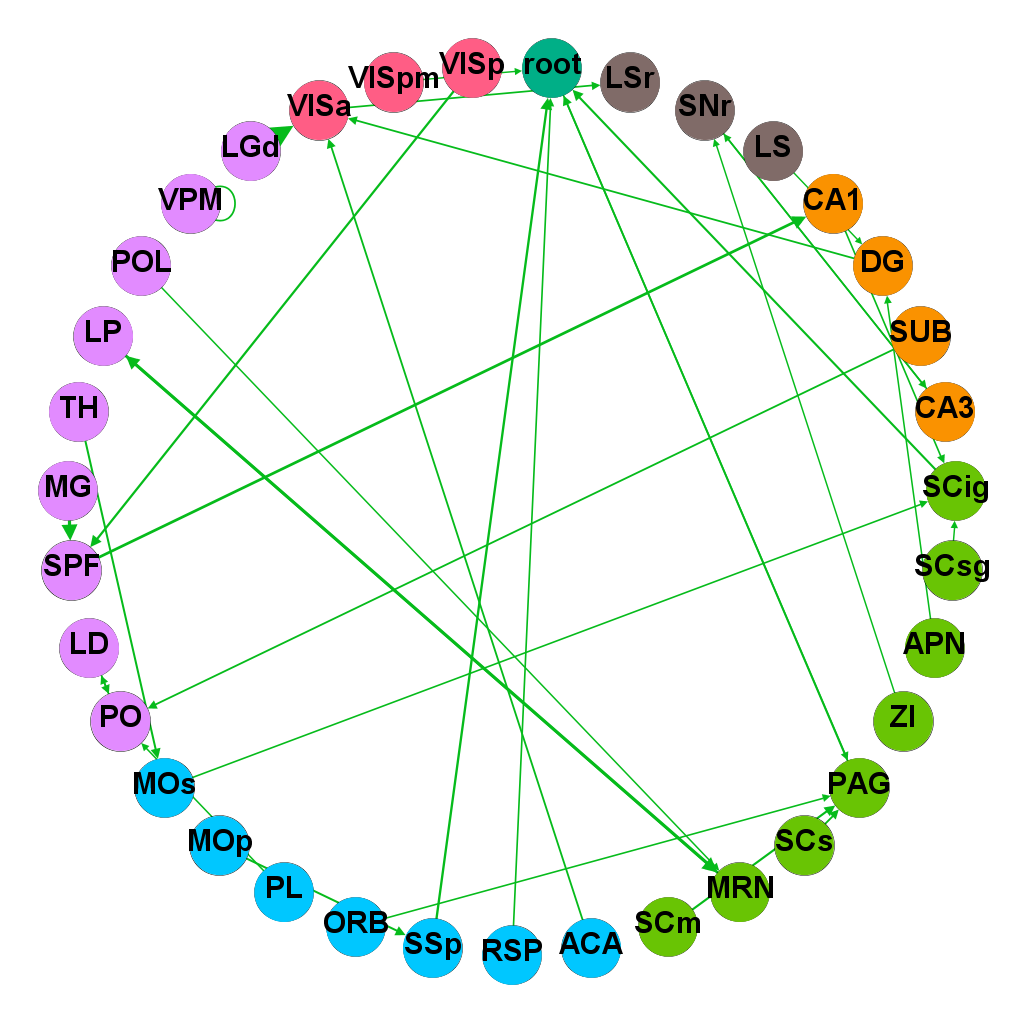 VISp
root
VISpm
LSr
VISa
SNr
LGd
LS
VPM
CA1
POL
DG
LP
SUB
TH
CA3
MG
SCig
SPF
SCsg
LD
APN
PO
ZI
MOs
PAG
MOp
SCs
PL
MRN
ORB
SCm
SSp
RSP
ACA